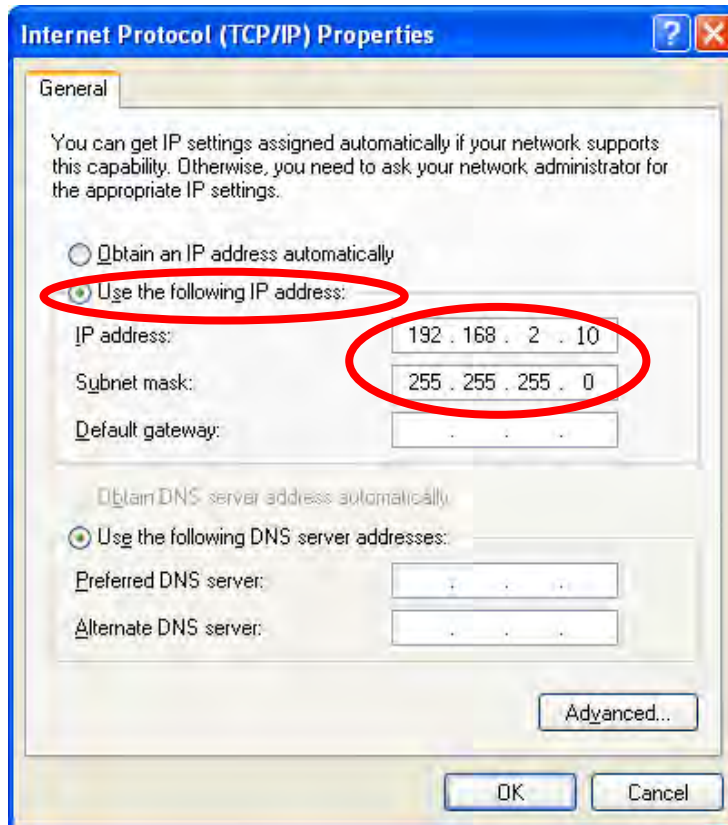 Internet Protocol (TCP/IP) Properties
General
You can get IP settings assigned automatically if your network supports
this capability. Otherwise, you need to ask your network administrator for
the appropriate IP settings.
Obtain an IP address automatically
Use the following IP address:
IP address: 192 . 168 . 2 . 10
Subnet mask: 255 . 255 . 255 . 0
Default gateway: . . .
Obtain DNS server address automatically
Use the following DNS server addresses:
Preferred DNS server: . . .
Alternate DNS server: . . .
Advanced...
OK Cancel